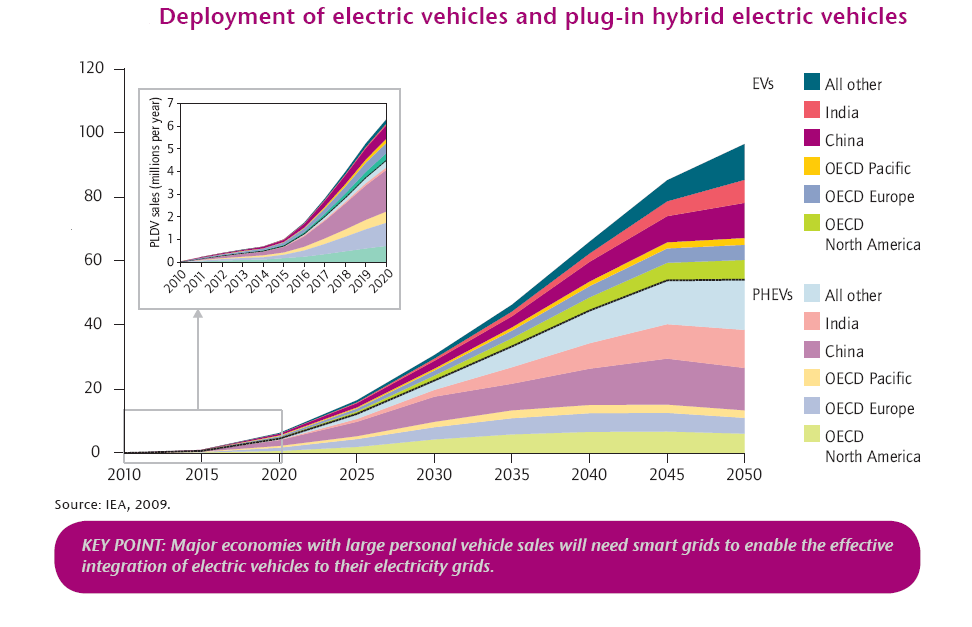 Deployment of electric vehicles and plug-in hybrid electric vehicles
120
100
80
60
40
20
0
2010 2015 2020 2025 2030 2035 2040 2045 2050
PLDV sales (millions per year)
7
6
5
4
3
2
1
0
2010 2011 2012 2013 2014 2015 2016 2017 2018 2019 2020
EVs
All other
India
China
OECD Pacific
OECD Europe
OECD
North America
PHEVs
All other
India
China
OECD Pacific
OECD Europe
OECD
North America
Source: IEA, 2009.
KEY POINT: Major economies with large personal vehicle sales will need smart grids to enable the effective
integration of electric vehicles to their electricity grids.